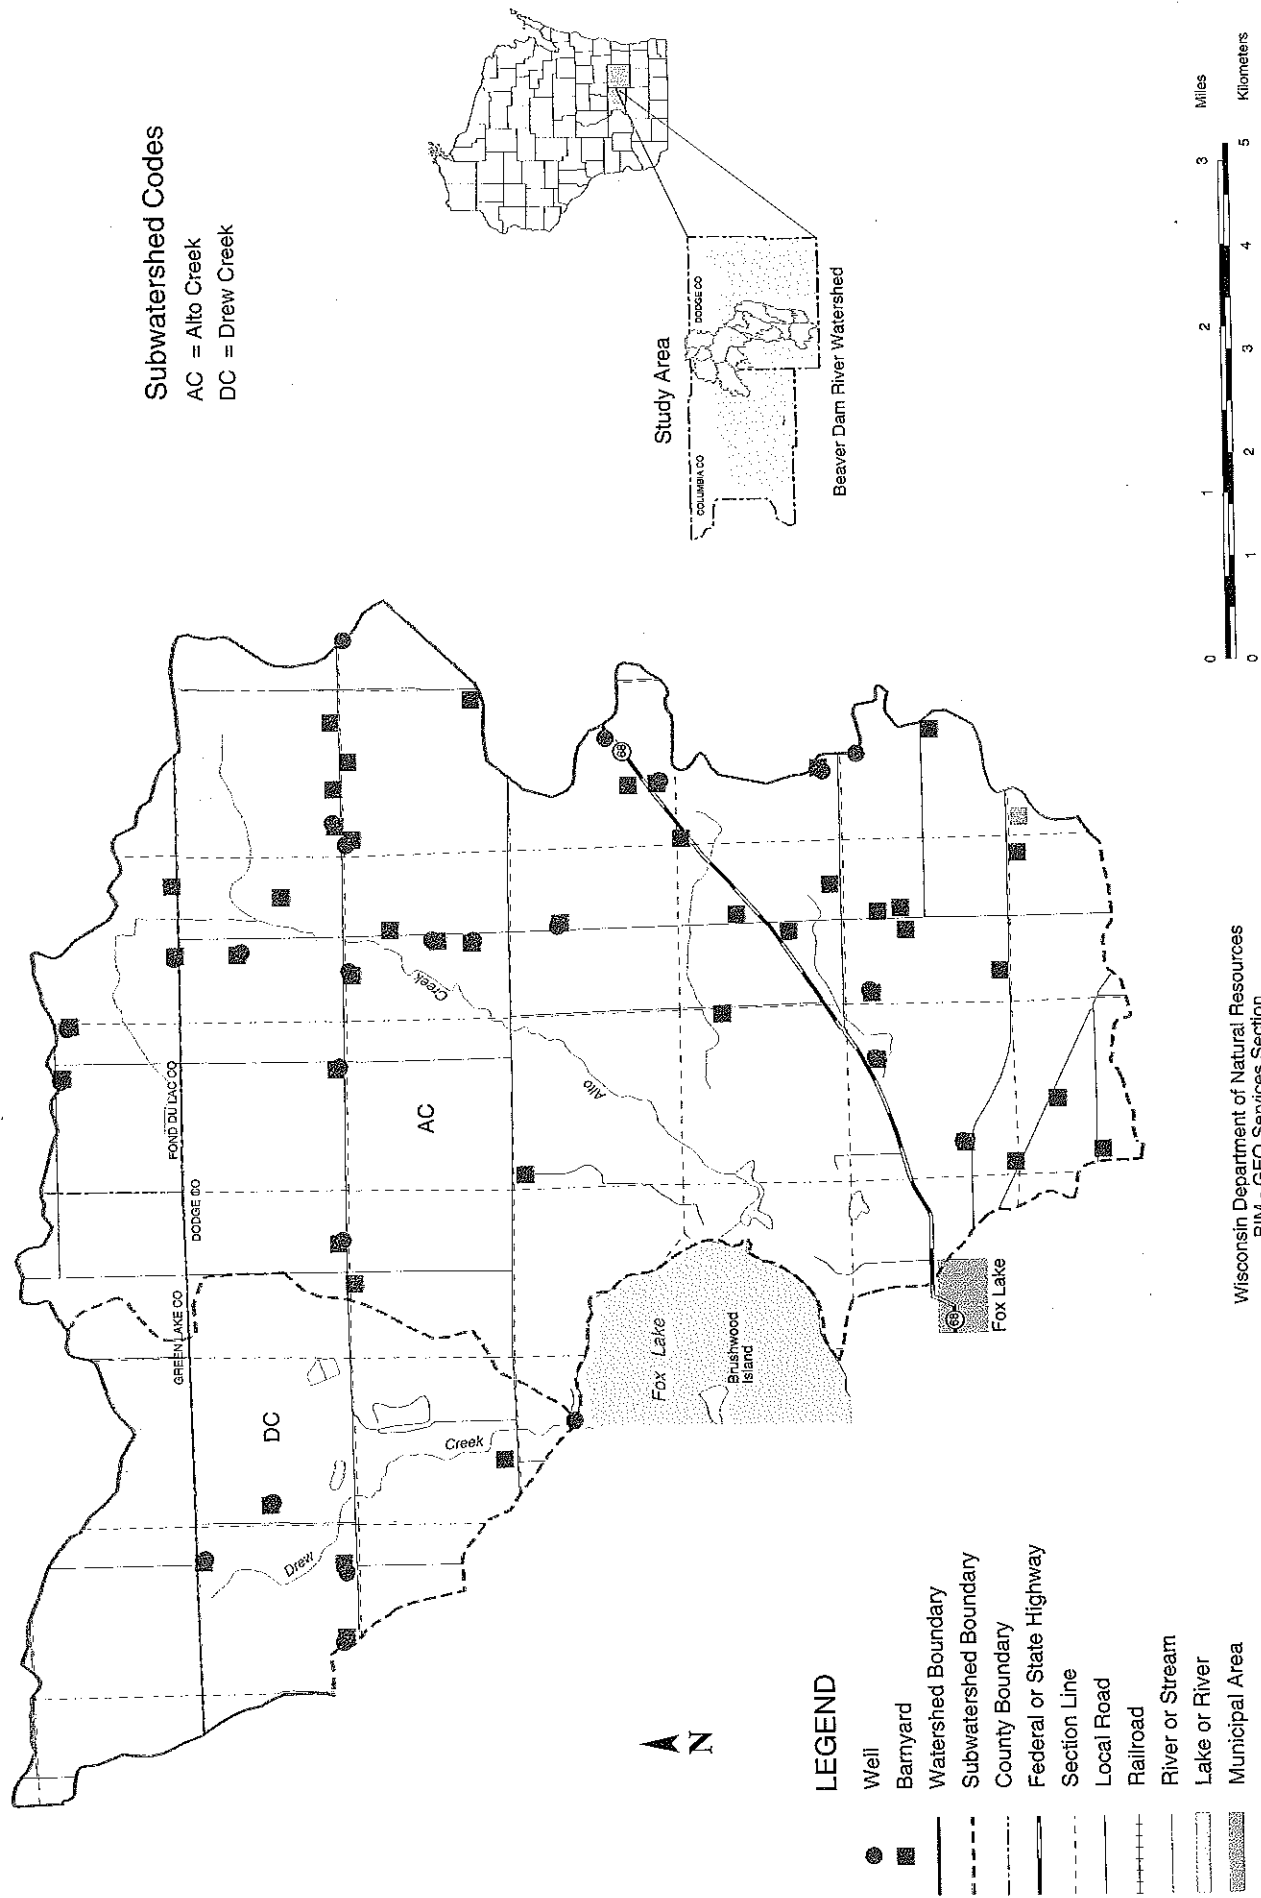 Subwatershed Codes
AC = Alto Creek
DC = Drew Creek
Study Area
COLUMBIA CO
DODGE CO
Beaver Dam River Watershed
GREEN LAKE CO
FOND DU LAC CO
DODGE CO
DC
AC
Drew
Creek
Alto
Creek
68
Fox Lake
Brushwood
Island
68
Fox Lake
N
LEGEND
Well
Barnyard
Watershed Boundary
Subwatershed Boundary
County Boundary
Federal or State Highway
Section Line
Local Road
Railroad
River or Stream
Lake or River
Municipal Area
0 1 2 3 Miles
0 1 2 3 4 5 Kilometers
Wisconsin Department of Natural Resources
BIM - GEO Services Section